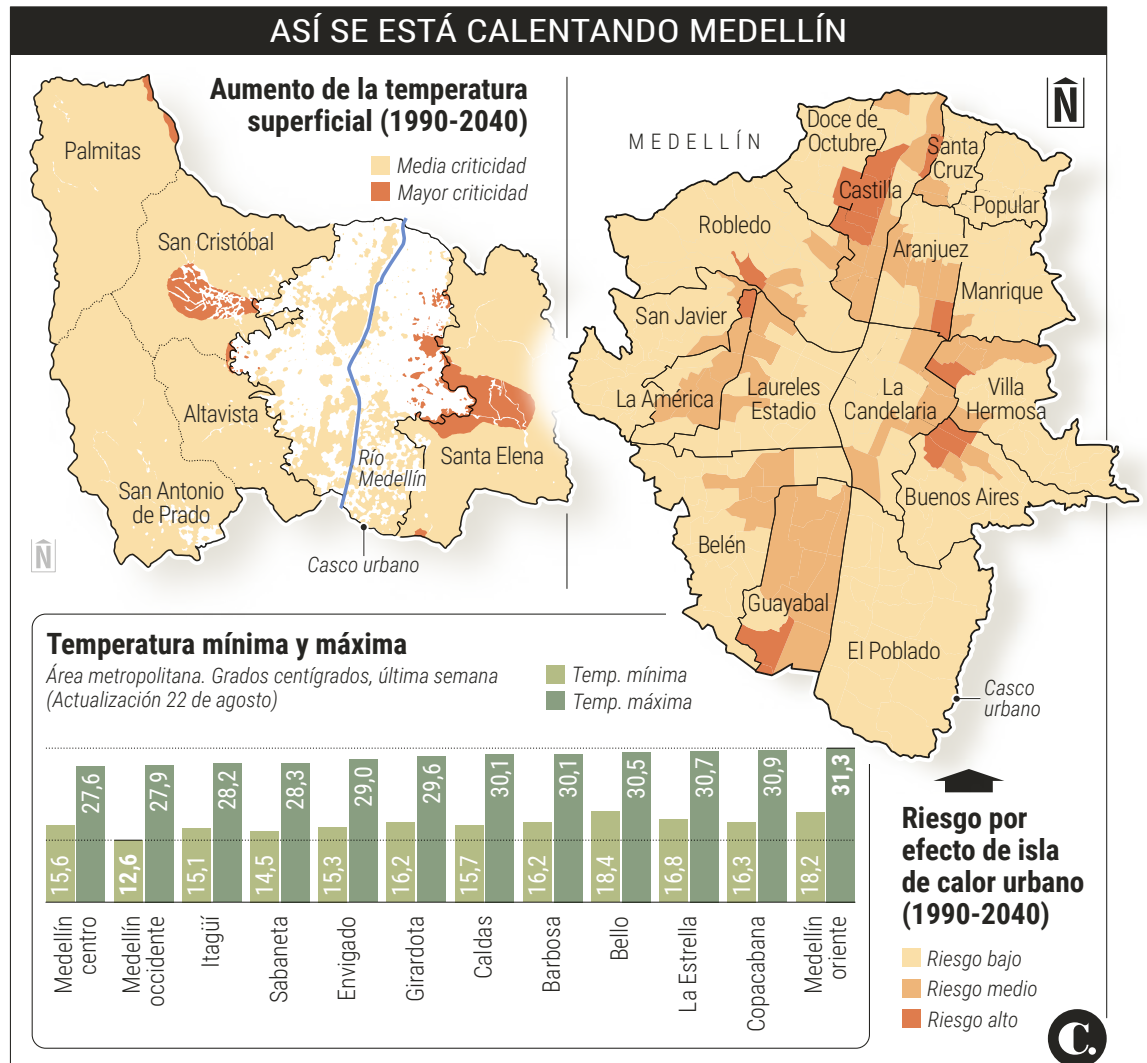 ASÍ SE ESTÁ CALENTANDO MEDELLÍN
Aumento de la temperatura
superficial (1990-2040)
Media criticidad
Mayor criticidad
Palmitas
San Cristóbal
Altavista
San Antonio
de Prado
Río
Medellín
Santa Elena
Casco urbano
N
N
MEDELLÍN
Doce de
Octubre
Santa
Cruz
Castilla
Popular
Robledo
Aranjuez
Manrique
San Javier
La América
Laureles
Estadio
La
Candelaria
Villa
Hermosa
Buenos Aires
Belén
Guayabal
El Poblado
Casco
urbano
Riesgo por
efecto de isla
de calor urbano
(1990-2040)
Riesgo bajo
Riesgo medio
Riesgo alto
Temperatura mínima y máxima
Área metropolitana. Grados centígrados, última semana
(Actualización 22 de agosto)
Temp. mínima
Temp. máxima
15,6
27,6
12,6
27,9
15,1
28,2
14,5
28,3
15,3
29,0
16,2
29,6
15,7
30,1
16,2
30,1
18,4
30,5
16,8
30,7
16,3
30,9
18,2
31,3
Medellín
centro
Medellín
occidente
Itagüí
Sabaneta
Envigado
Girardota
Caldas
Barbosa
Bello
La Estrella
Copacabana
Medellín
oriente
C.